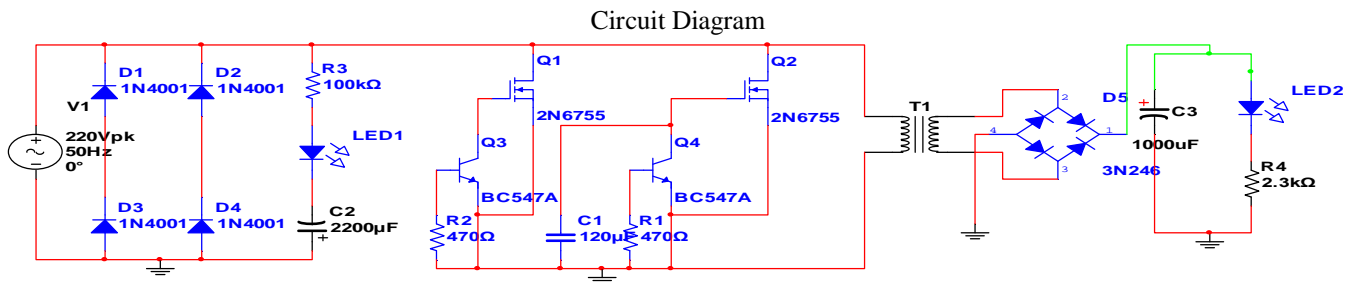 Circuit Diagram
V1
220Vpk
50Hz
0°
D1
1N4001
D2
1N4001
D3
1N4001
D4
1N4001
R3
100kΩ
LED1
C2
2200µF
+
Q1
2N6755
Q3
BC547A
R2
470Ω
C1
120µF
Q2
2N6755
Q4
BC547A
R1
470Ω
T1
2
4
1
3
D5
3N246
+
C3
1000uF
LED2
R4
2.3kΩ